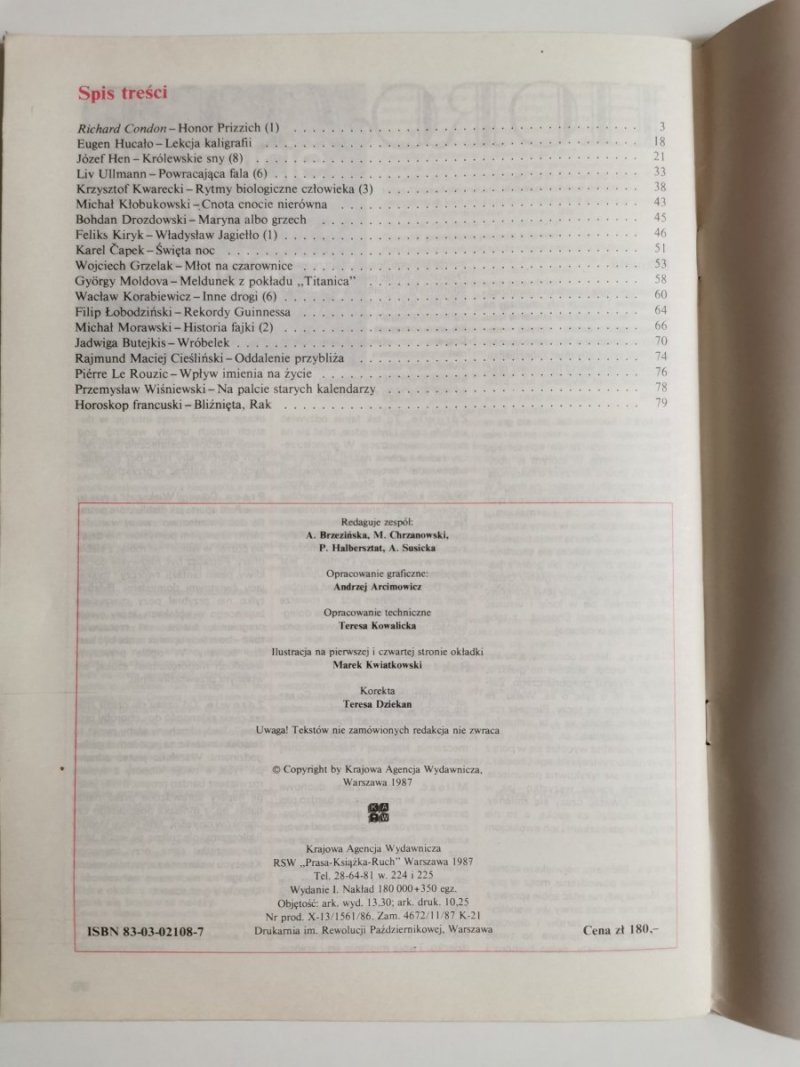 Spis treści
Richard Condon – Honor Prizzich (1) . . . . . . . . . . 3
Eugen Hucało – Lekcja kaligrafii . . . . . . . . . . 18
Józef Hen – Królewskie sny (8) . . . . . . . . . . 21
Liv Ullmann – Powracająca fala (6) . . . . . . . . . . 33
Krzysztof Kwarecki – Rytmy biologiczne człowieka (3) . . . . . . . . . . 38
Michał Kłobukowski – Cnota cnocie nierówna . . . . . . . . . . 43
Bohdan Drozdowski – Maryna albo grzech . . . . . . . . . . 45
Feliks Kiryk – Władysław Jagiełło (1) . . . . . . . . . . 46
Karel Čapek – Święta noc . . . . . . . . . . 51
Wojciech Grzelak – Młot na czarownice . . . . . . . . . . 53
György Moldova – Meldunek z pokładu „Titanica” . . . . . . . . . . 58
Wacław Korabiewicz – Inne drogi (6) . . . . . . . . . . 60
Filip Łobodziński – Rekordy Guinnessa . . . . . . . . . . 64
Michał Morawski – Historia fajki (2) . . . . . . . . . . 66
Jadwiga Butejkis – Wróbelek . . . . . . . . . . 70
Rajmund Maciej Cieśliński – Oddalenie przybliża . . . . . . . . . . 74
Piérre Le Rouzic – Wpływ imienia na życie . . . . . . . . . . 76
Przemysław Wiśniewski – Na palcie starych kalendarzy . . . . . . . . . . 78
Horoskop francuski – Bliźnięta, Rak . . . . . . . . . . 79
Redaguje zespół:
A. Brzezińska, M. Chrzanowski,
P. Halbersztat, A. Susicka
Opracowanie graficzne:
Andrzej Arcimowicz
Opracowanie techniczne
Teresa Kowalicka
Ilustracja na pierwszej i czwartej stronie okładki
Marek Kwiatkowski
Korekta
Teresa Dziekan
Uwaga! Tekstów nie zamówionych redakcja nie zwraca
© Copyright by Krajowa Agencja Wydawnicza,
Warszawa 1987
KAW
Krajowa Agencja Wydawnicza
RSW „Prasa-Książka-Ruch” Warszawa 1987
Tel. 28-64-81 w. 224 i 225
Wydanie I. Nakład 180 000+350 egz.
Objętość: ark. wyd. 13,30; ark. druk. 10,25
Nr prod. X-13/1561/86. Zam. 4672/11/87 K-21
ISBN 83-03-02108-7 Drukarnia im. Rewolucji Październikowej, Warszawa Cena zł 180,-